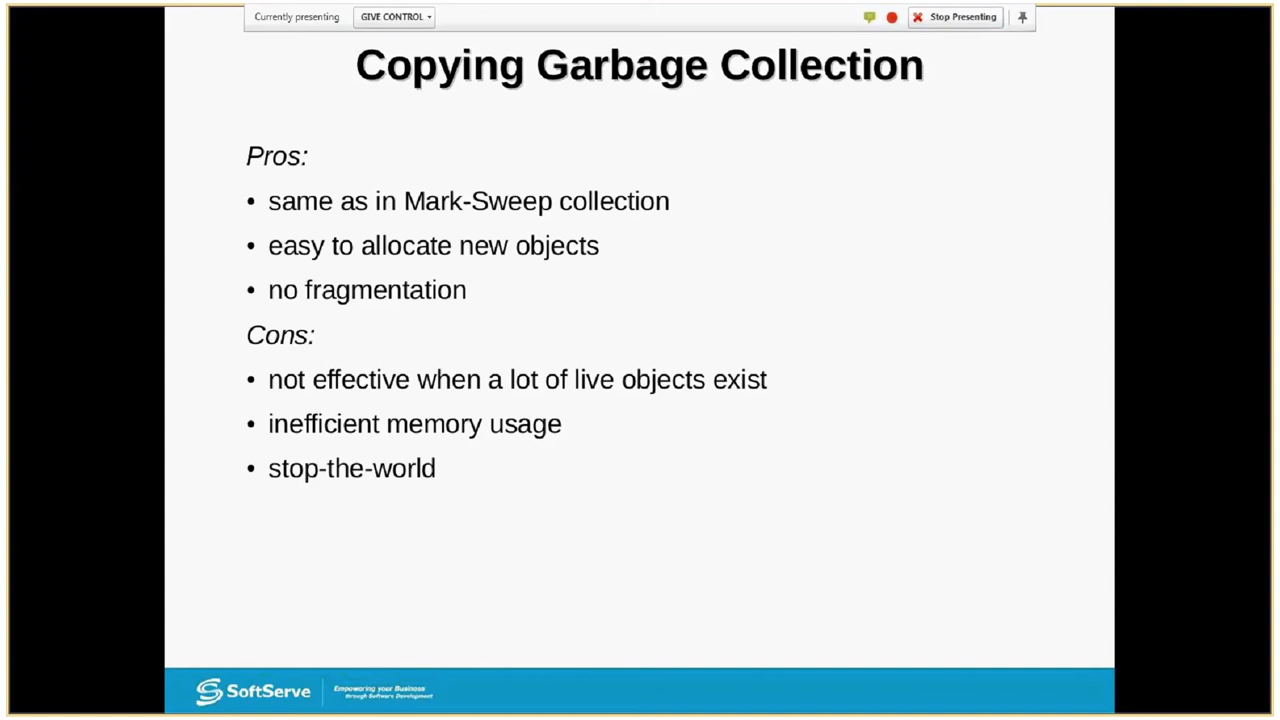 Currently presenting GIVE CONTROL Stop Presenting
Copying Garbage Collection
Pros:
• same as in Mark-Sweep collection
• easy to allocate new objects
• no fragmentation
Cons:
• not effective when a lot of live objects exist
• inefficient memory usage
• stop-the-world
SoftServe
Empowering your Business
through Software Development